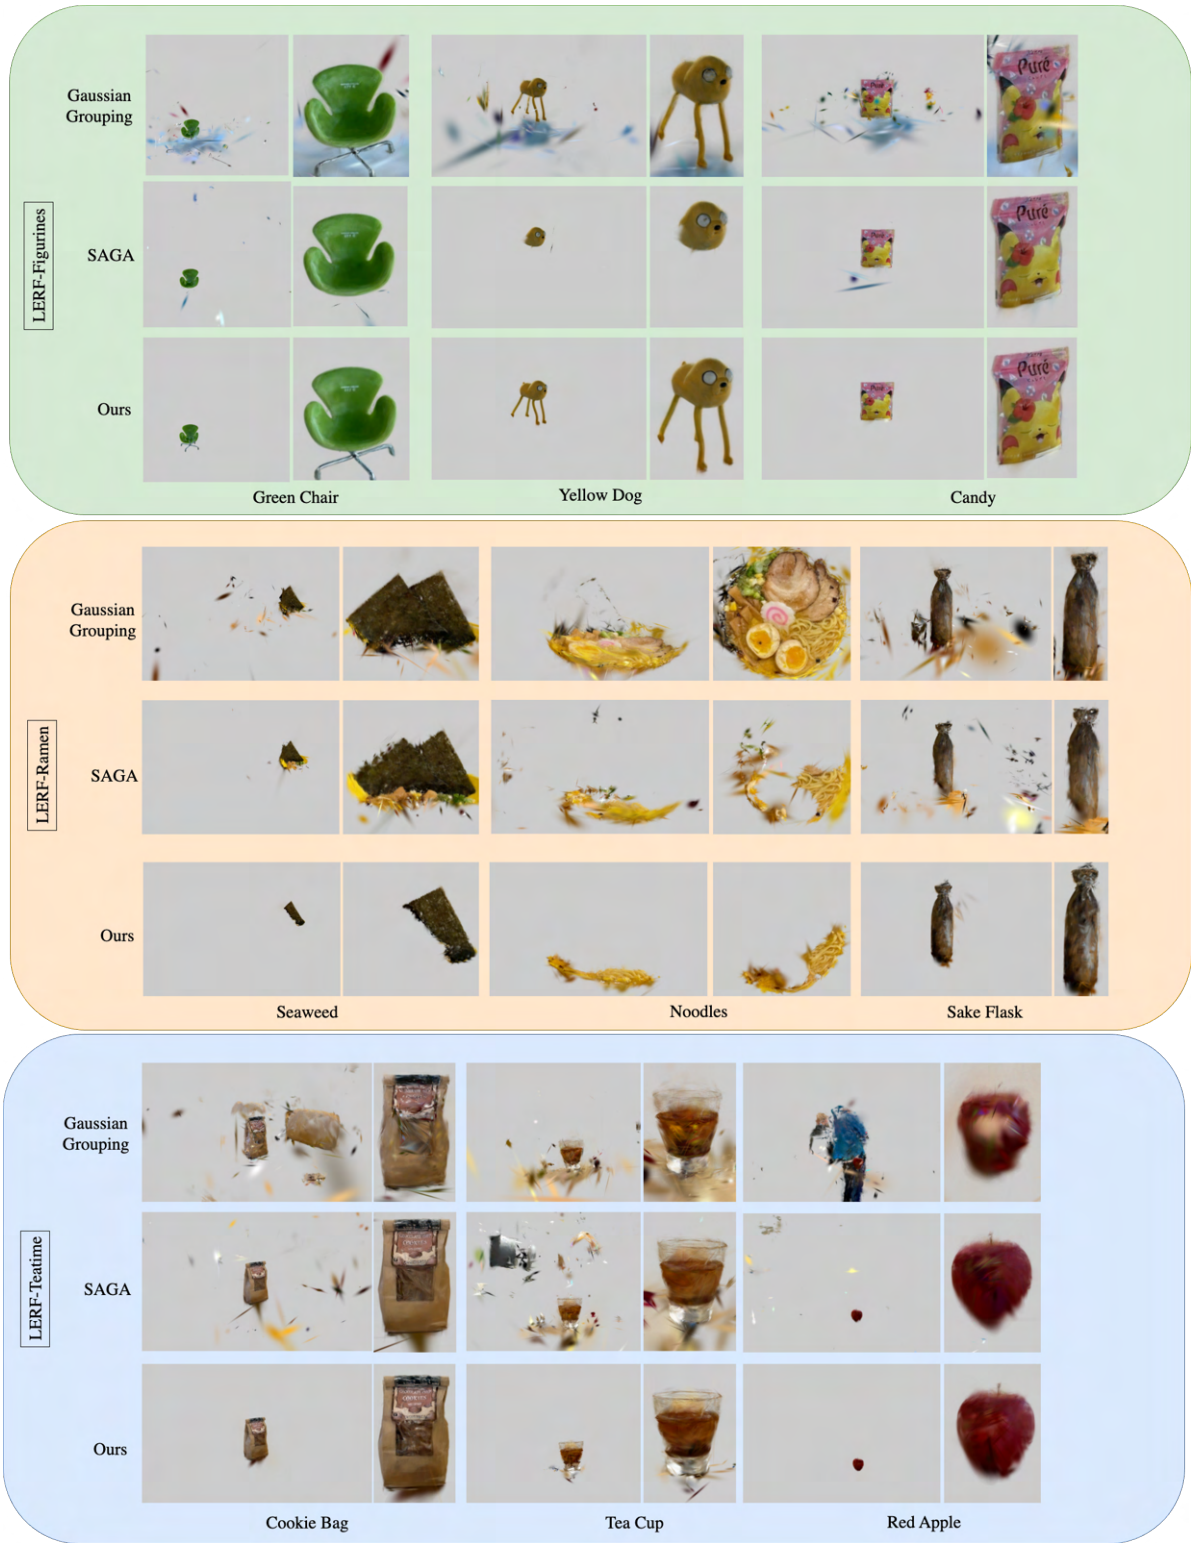 LERF-Figurines
Gaussian
Grouping
Puré
SAGA
Puré
Ours
Puré
Green Chair
Yellow Dog
Candy
LERF-Ramen
Gaussian
Grouping
SAGA
Ours
Seaweed
Noodles
Sake Flask
LERF-Teatime
Gaussian
Grouping
SAGA
Ours
Cookie Bag
Tea Cup
Red Apple